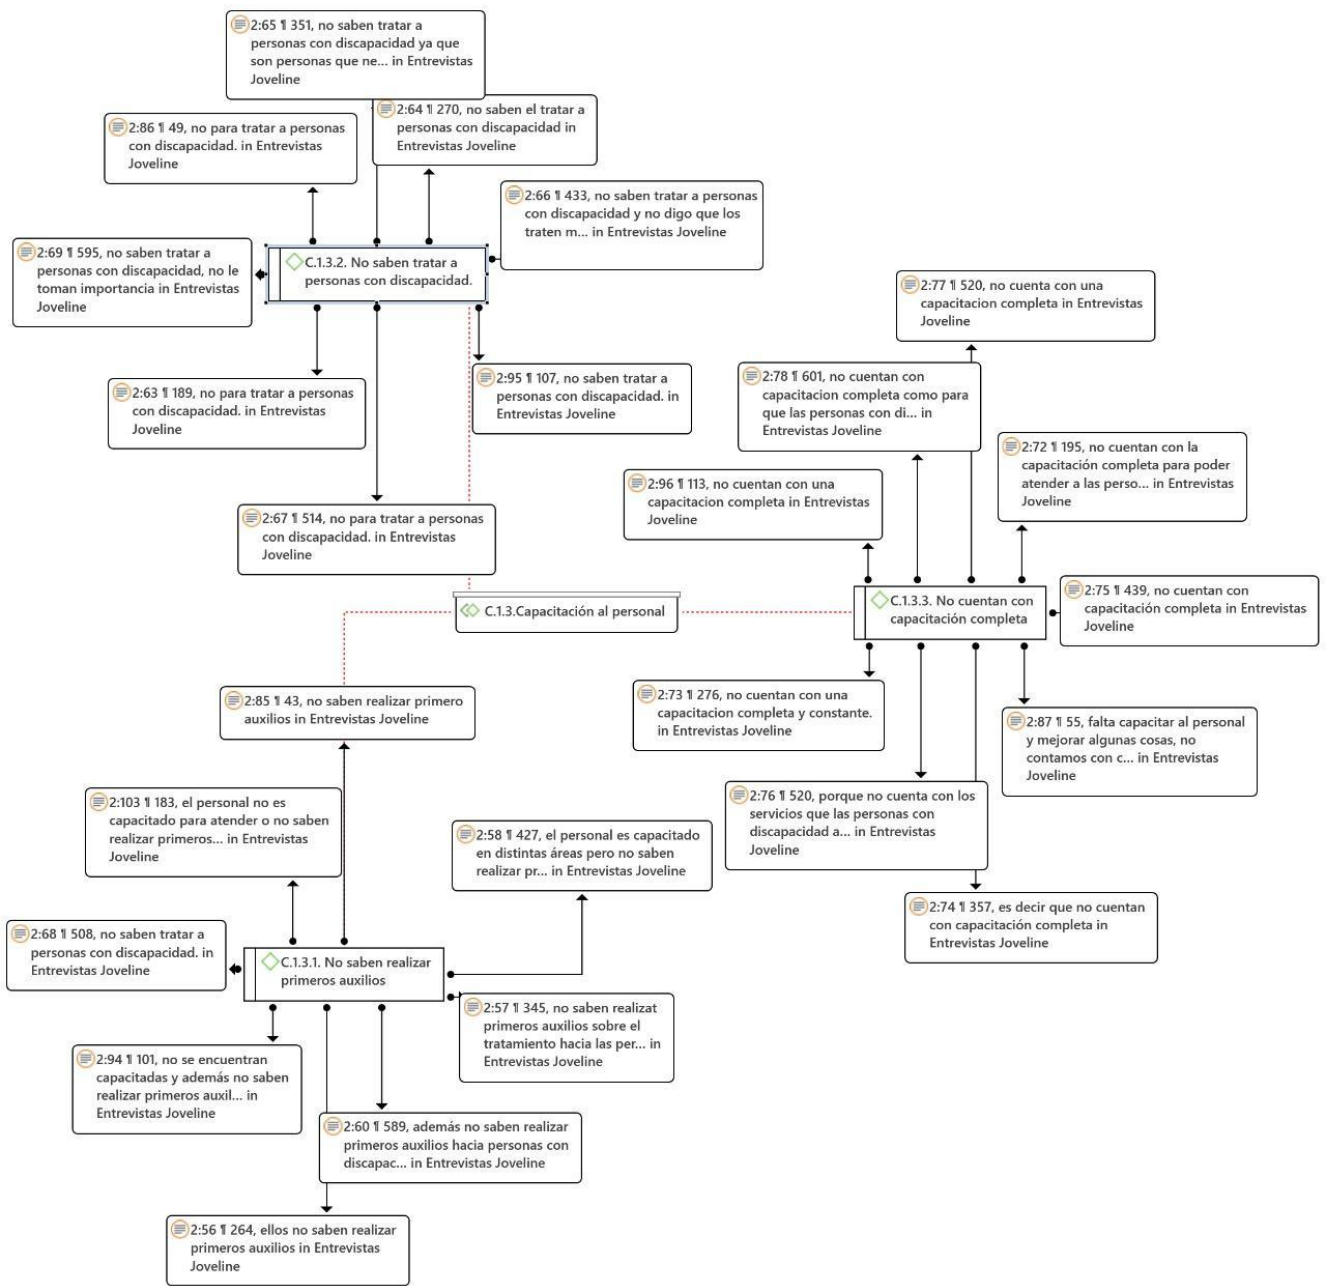 2:65 ¶ 351, no saben tratar a
personas con discapacidad ya que
son personas que ne... in Entrevistas
Joveline
2:64 ¶ 270, no saben el tratar a
personas con discapacidad in
Entrevistas Joveline
2:86 ¶ 49, no para tratar a personas
con discapacidad. in Entrevistas
Joveline
2:66 ¶ 433, no saben tratar a personas
con discapacidad y no digo que los
traten m... in Entrevistas Joveline
2:69 ¶ 595, no saben tratar a
personas con discapacidad, no le
toman importancia in Entrevistas
Joveline
C.1.3.2. No saben tratar a
personas con discapacidad.
2:77 ¶ 520, no cuenta con una
capacitacion completa in Entrevistas
Joveline
2:63 ¶ 189, no para tratar a personas
con discapacidad. in Entrevistas
Joveline
2:95 ¶ 107, no saben tratar a
personas con discapacidad. in
Entrevistas Joveline
2:78 ¶ 601, no cuentan con
capacitacion completa como para
que las personas con di... in
Entrevistas Joveline
2:72 ¶ 195, no cuentan con la
capacitación completa para poder
atender a las perso... in Entrevistas
Joveline
2:96 ¶ 113, no cuentan con una
capacitacion completa in Entrevistas
Joveline
2:67 ¶ 514, no para tratar a personas
con discapacidad. in Entrevistas
Joveline
C.1.3.Capacitación al personal
C.1.3.3. No cuentan con
capacitación completa
2:75 ¶ 439, no cuentan con
capacitación completa in Entrevistas
Joveline
2:85 ¶ 43, no saben realizar primero
auxilios in Entrevistas Joveline
2:73 ¶ 276, no cuentan con una
capacitacion completa y constante.
in Entrevistas Joveline
2:87 ¶ 55, falta capacitar al personal
y mejorar algunas cosas, no
contamos con c... in Entrevistas
Joveline
2:103 ¶ 183, el personal no es
capacitado para atender o no saben
realizar primeros... in Entrevistas
Joveline
2:58 ¶ 427, el personal es capacitado
en distintas áreas pero no saben
realizar pr... in Entrevistas Joveline
2:76 ¶ 520, porque no cuenta con los
servicios que las personas con
discapacidad a... in Entrevistas
Joveline
2:74 ¶ 357, es decir que no cuentan
con capacitación completa in
Entrevistas Joveline
2:68 ¶ 508, no saben tratar a
personas con discapacidad. in
Entrevistas Joveline
C.1.3.1. No saben realizar
primeros auxilios
2:57 ¶ 345, no saben realizat
primeros auxilios sobre el
tratamiento hacia las per... in
Entrevistas Joveline
2:94 ¶ 101, no se encuentran
capacitadas y además no saben
realizar primeros auxil... in
Entrevistas Joveline
2:60 ¶ 589, además no saben realizar
primeros auxilios hacia personas con
discapac... in Entrevistas Joveline
2:56 ¶ 264, ellos no saben realizar
primeros auxilios in Entrevistas
Joveline